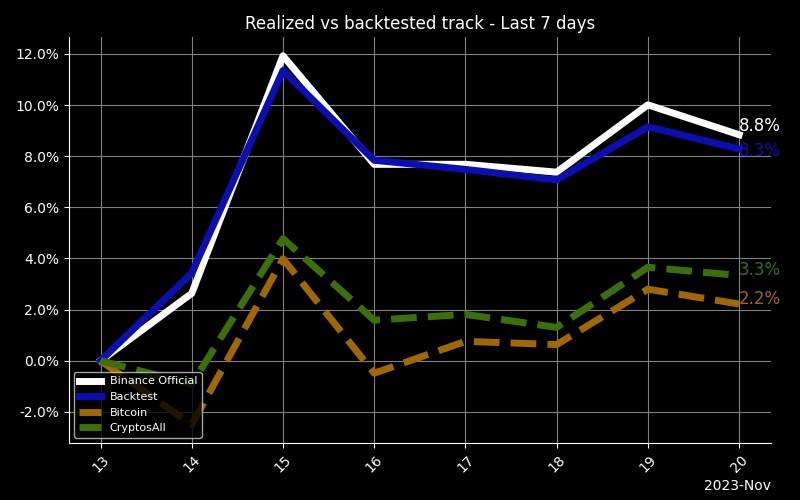 Realized vs backtested track - Last 7 days
12.0%
10.0%
8.0%
6.0%
4.0%
2.0%
0.0%
-2.0%
8.8%
8.3%
3.3%
2.2%
Binance Official
Backtest
Bitcoin
CryptosAll
13 14 15 16 17 18 19 20
2023-Nov